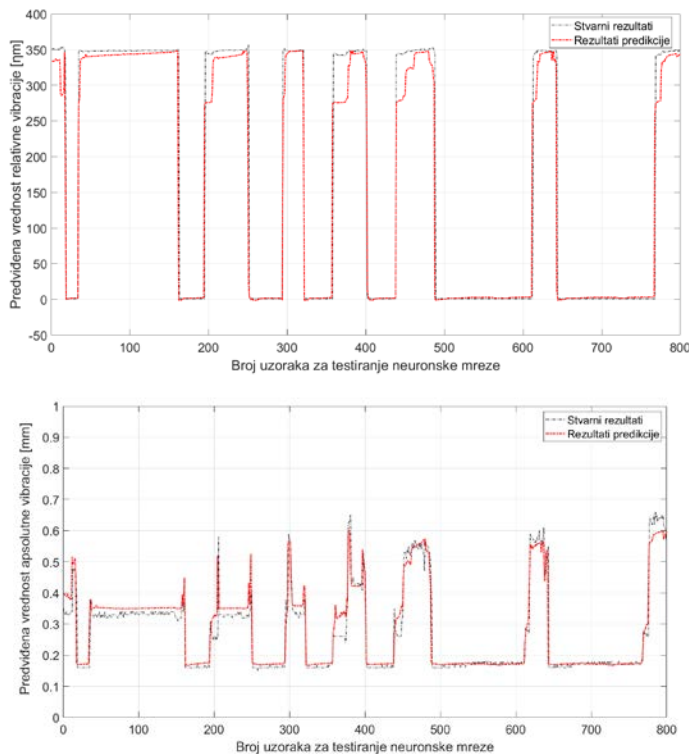 400
350
300
250
200
150
100
50
0
-50
Predviđena vrednost relativne vibracije [ηm]
Stvarni rezultati
Rezultati predikcije
0 100 200 300 400 500 600 700 800
Broj uzoraka za testiranje neuronske mreze
1
0.9
0.8
0.7
0.6
0.5
0.4
0.3
0.2
0.1
0
Predviđena vrednost apsolutne vibracije [mm]
Stvarni rezultati
Rezultati predikcije
0 100 200 300 400 500 600 700 800
Broj uzoraka za testiranje neuronske mreze